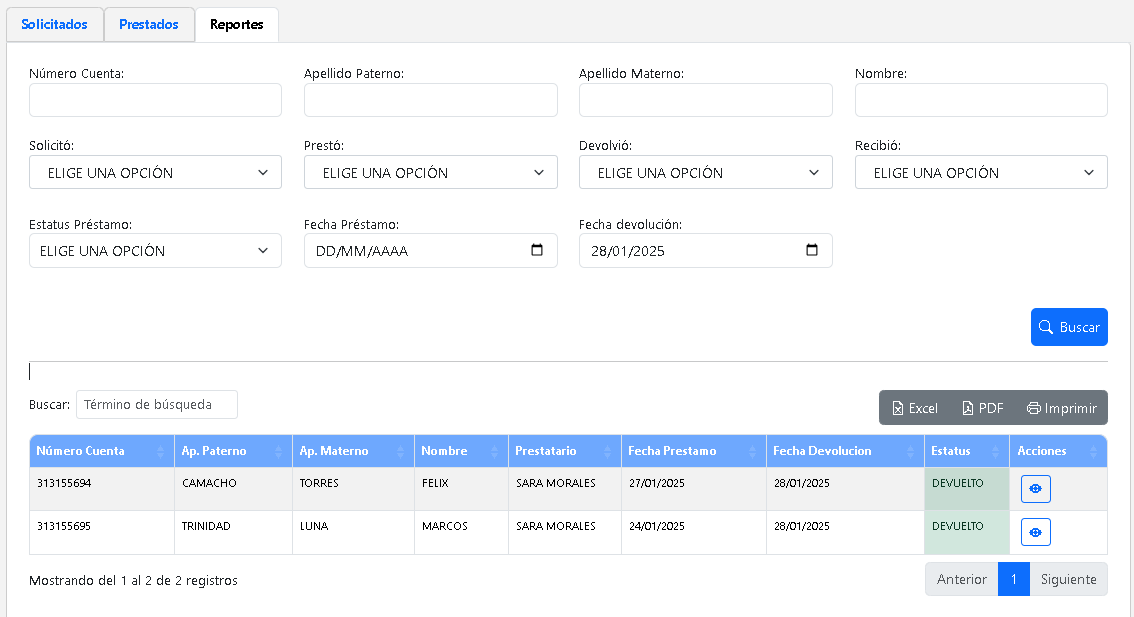 Solicitados Prestados Reportes
Número Cuenta: Apellido Paterno: Apellido Materno: Nombre:
Solicitó: Prestó: Devolvió: Recibió:
ELIGE UNA OPCIÓN ELIGE UNA OPCIÓN ELIGE UNA OPCIÓN ELIGE UNA OPCIÓN
Estatus Préstamo: Fecha Préstamo: Fecha devolución:
ELIGE UNA OPCIÓN DD/MM/AAAA 28/01/2025
Buscar
Buscar: Término de búsqueda Excel PDF Imprimir
Número Cuenta Ap. Paterno Ap. Materno Nombre Prestatario Fecha Prestamo Fecha Devolucion Estatus Acciones
313155694 CAMACHO TORRES FELIX SARA MORALES 27/01/2025 28/01/2025 DEVUELTO
313155695 TRINIDAD LUNA MARCOS SARA MORALES 24/01/2025 28/01/2025 DEVUELTO
Mostrando del 1 al 2 de 2 registros Anterior 1 Siguiente